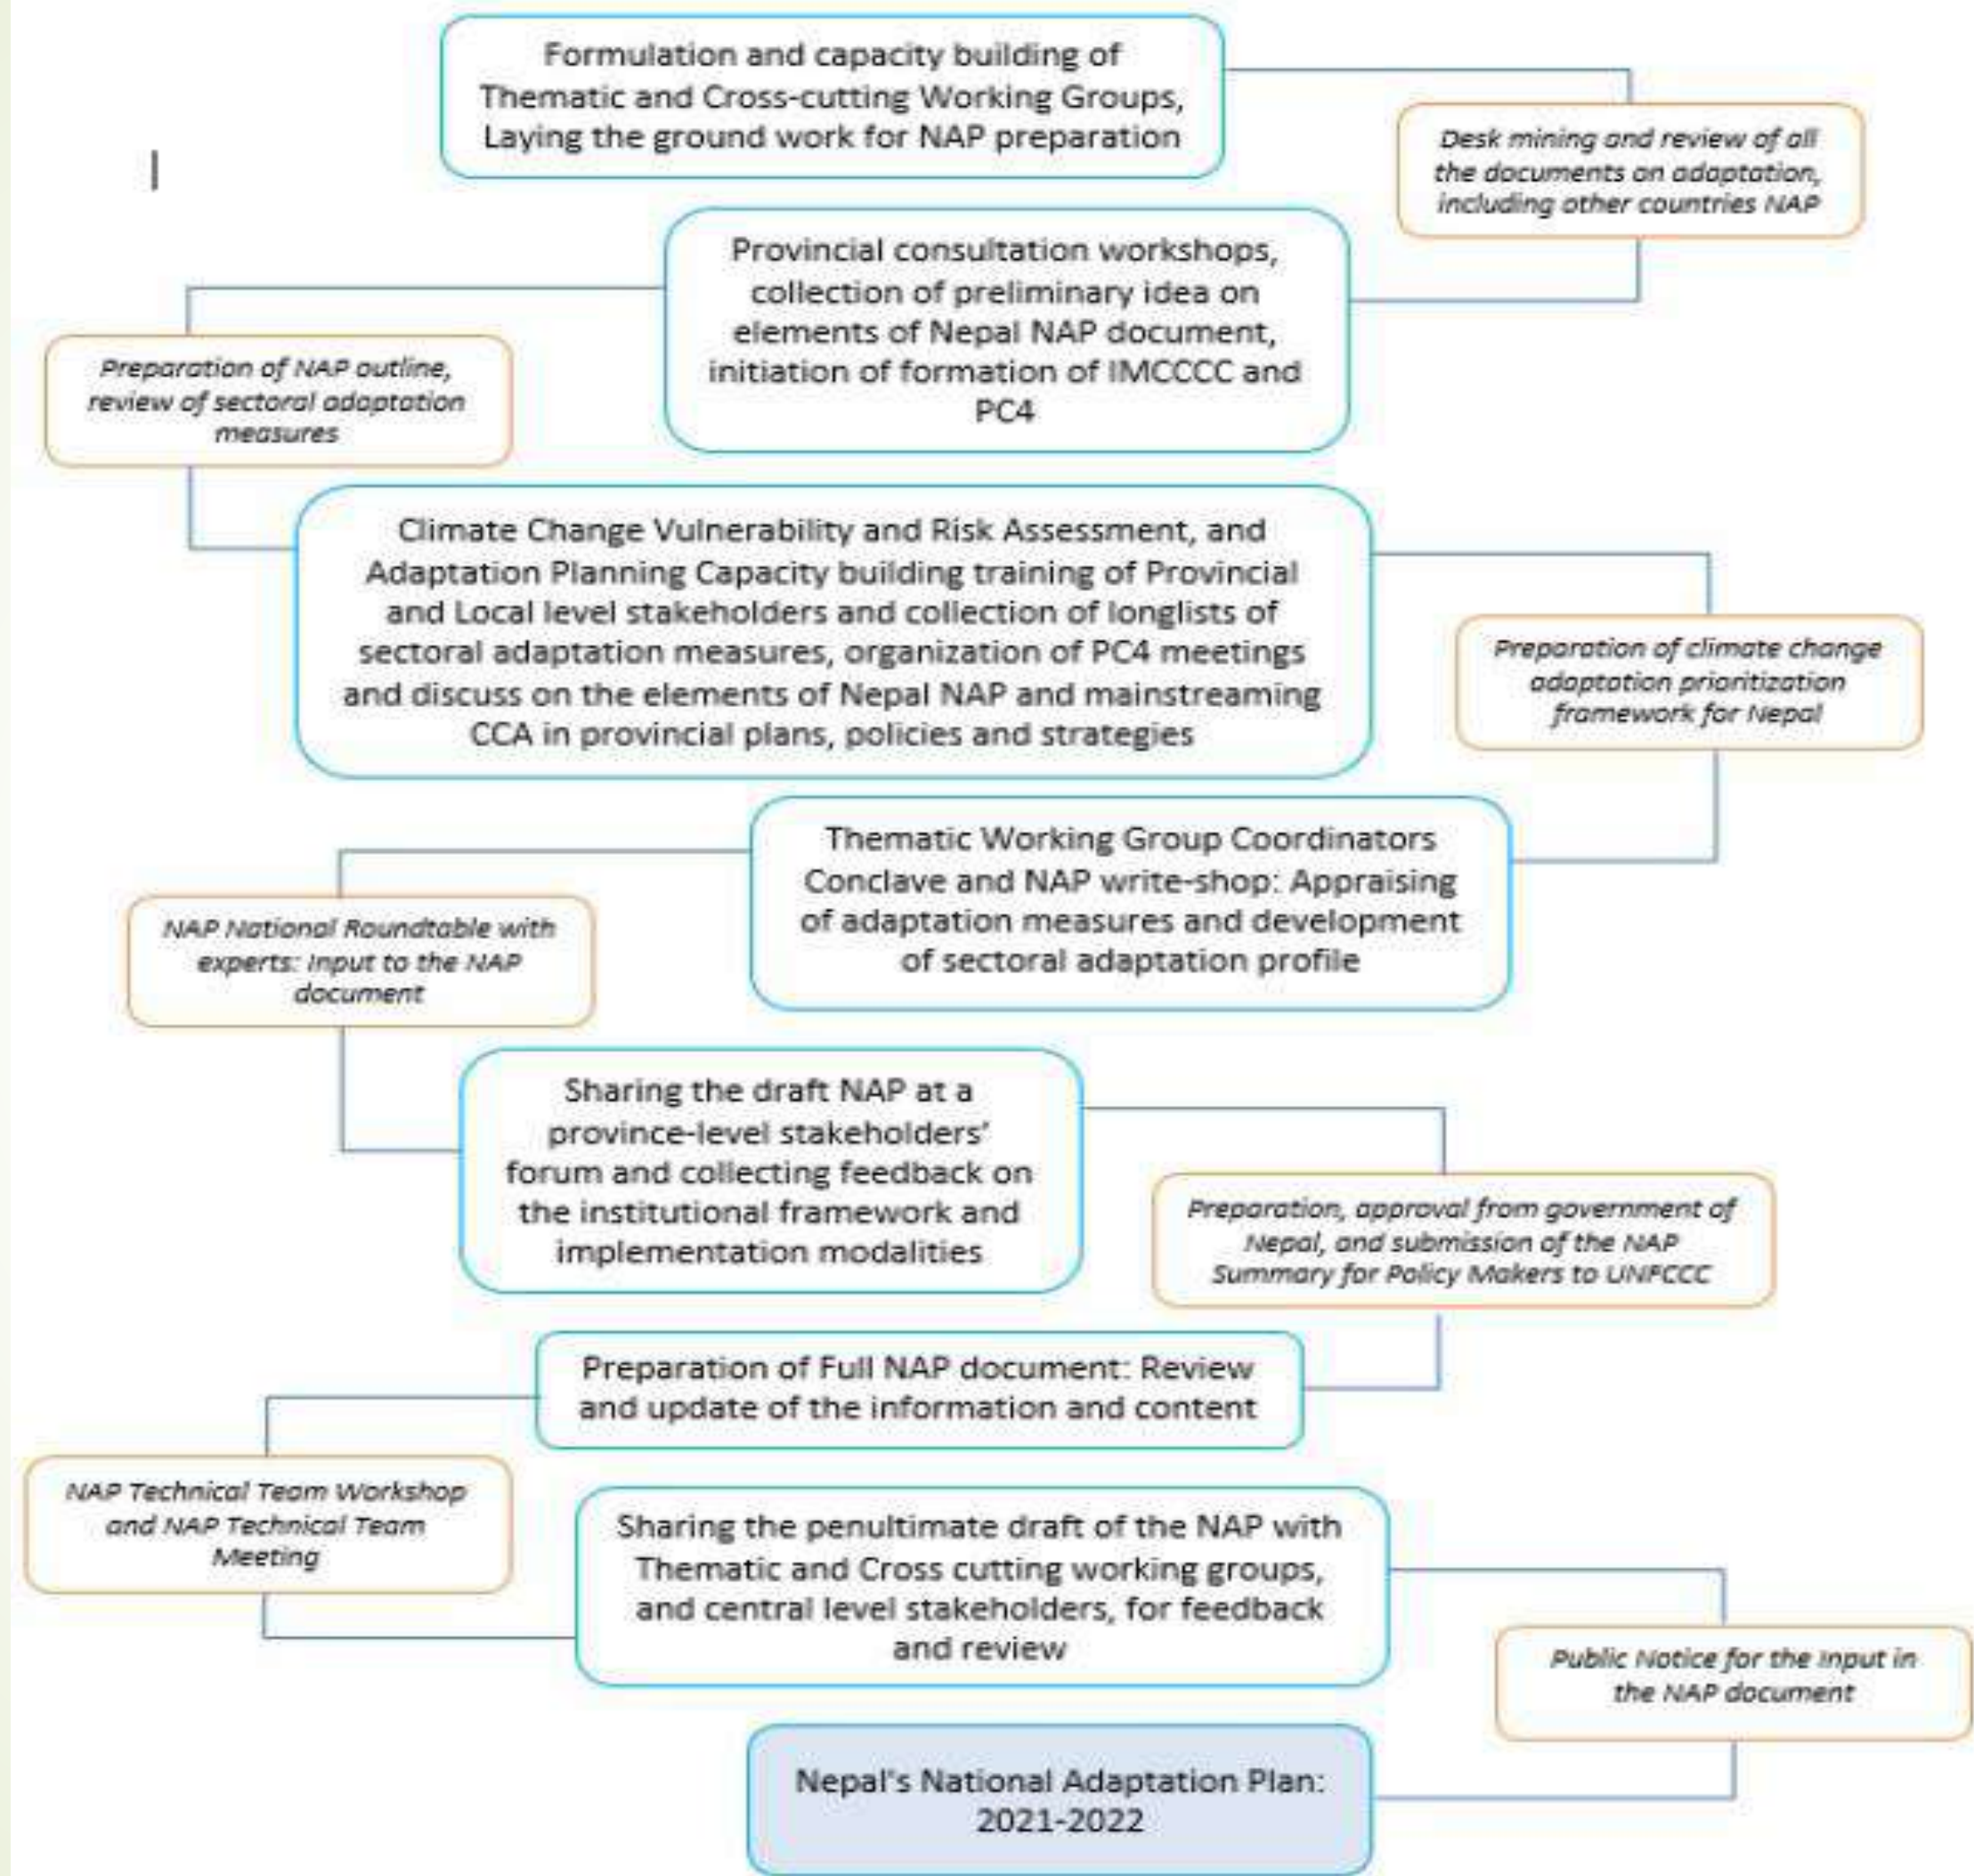 Formulation and capacity building of
Thematic and Cross-cutting Working Groups,
Laying the ground work for NAP preparation
Desk mining and review of all
the documents on adaptation,
including other countries NAP
Provincial consultation workshops,
collection of preliminary idea on
elements of Nepal NAP document,
initiation of formation of IMCCCC and
PC4
Preparation of NAP outline,
review of sectoral adaptation
measures
Climate Change Vulnerability and Risk Assessment, and
Adaptation Planning Capacity building training of Provincial
and Local level stakeholders and collection of longlists of
sectoral adaptation measures, organization of PC4 meetings
and discuss on the elements of Nepal NAP and mainstreaming
CCA in provincial plans, policies and strategies
Preparation of climate change
adaptation prioritization
framework for Nepal
Thematic Working Group Coordinators
Conclave and NAP write-shop: Appraising
of adaptation measures and development
of sectoral adaptation profile
NAP National Roundtable with
experts: Input to the NAP
document
Sharing the draft NAP at a
province-level stakeholders’
forum and collecting feedback on
the institutional framework and
implementation modalities
Preparation, approval from government of
Nepal, and submission of the NAP
Summary for Policy Makers to UNFCCC
Preparation of Full NAP document: Review
and update of the information and content
NAP Technical Team Workshop
and NAP Technical Team
Meeting
Sharing the penultimate draft of the NAP with
Thematic and Cross cutting working groups,
and central level stakeholders, for feedback
and review
Public Notice for the Input in
the NAP document
Nepal's National Adaptation Plan:
2021-2022